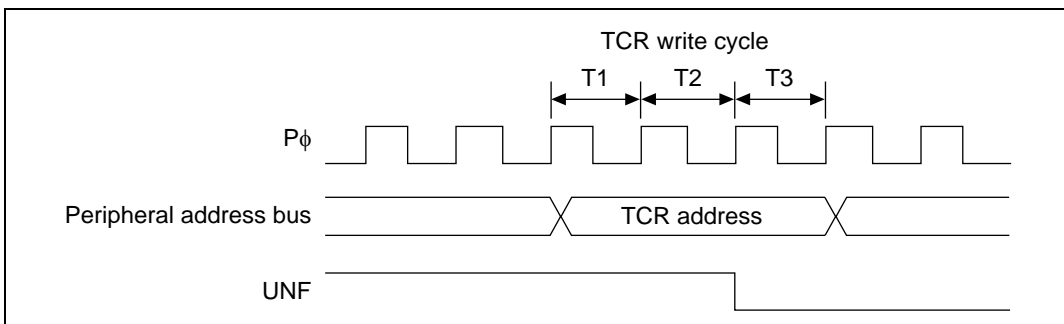 TCR write cycle
T1 T2 T3
Pϕ
Peripheral address bus TCR address
UNF